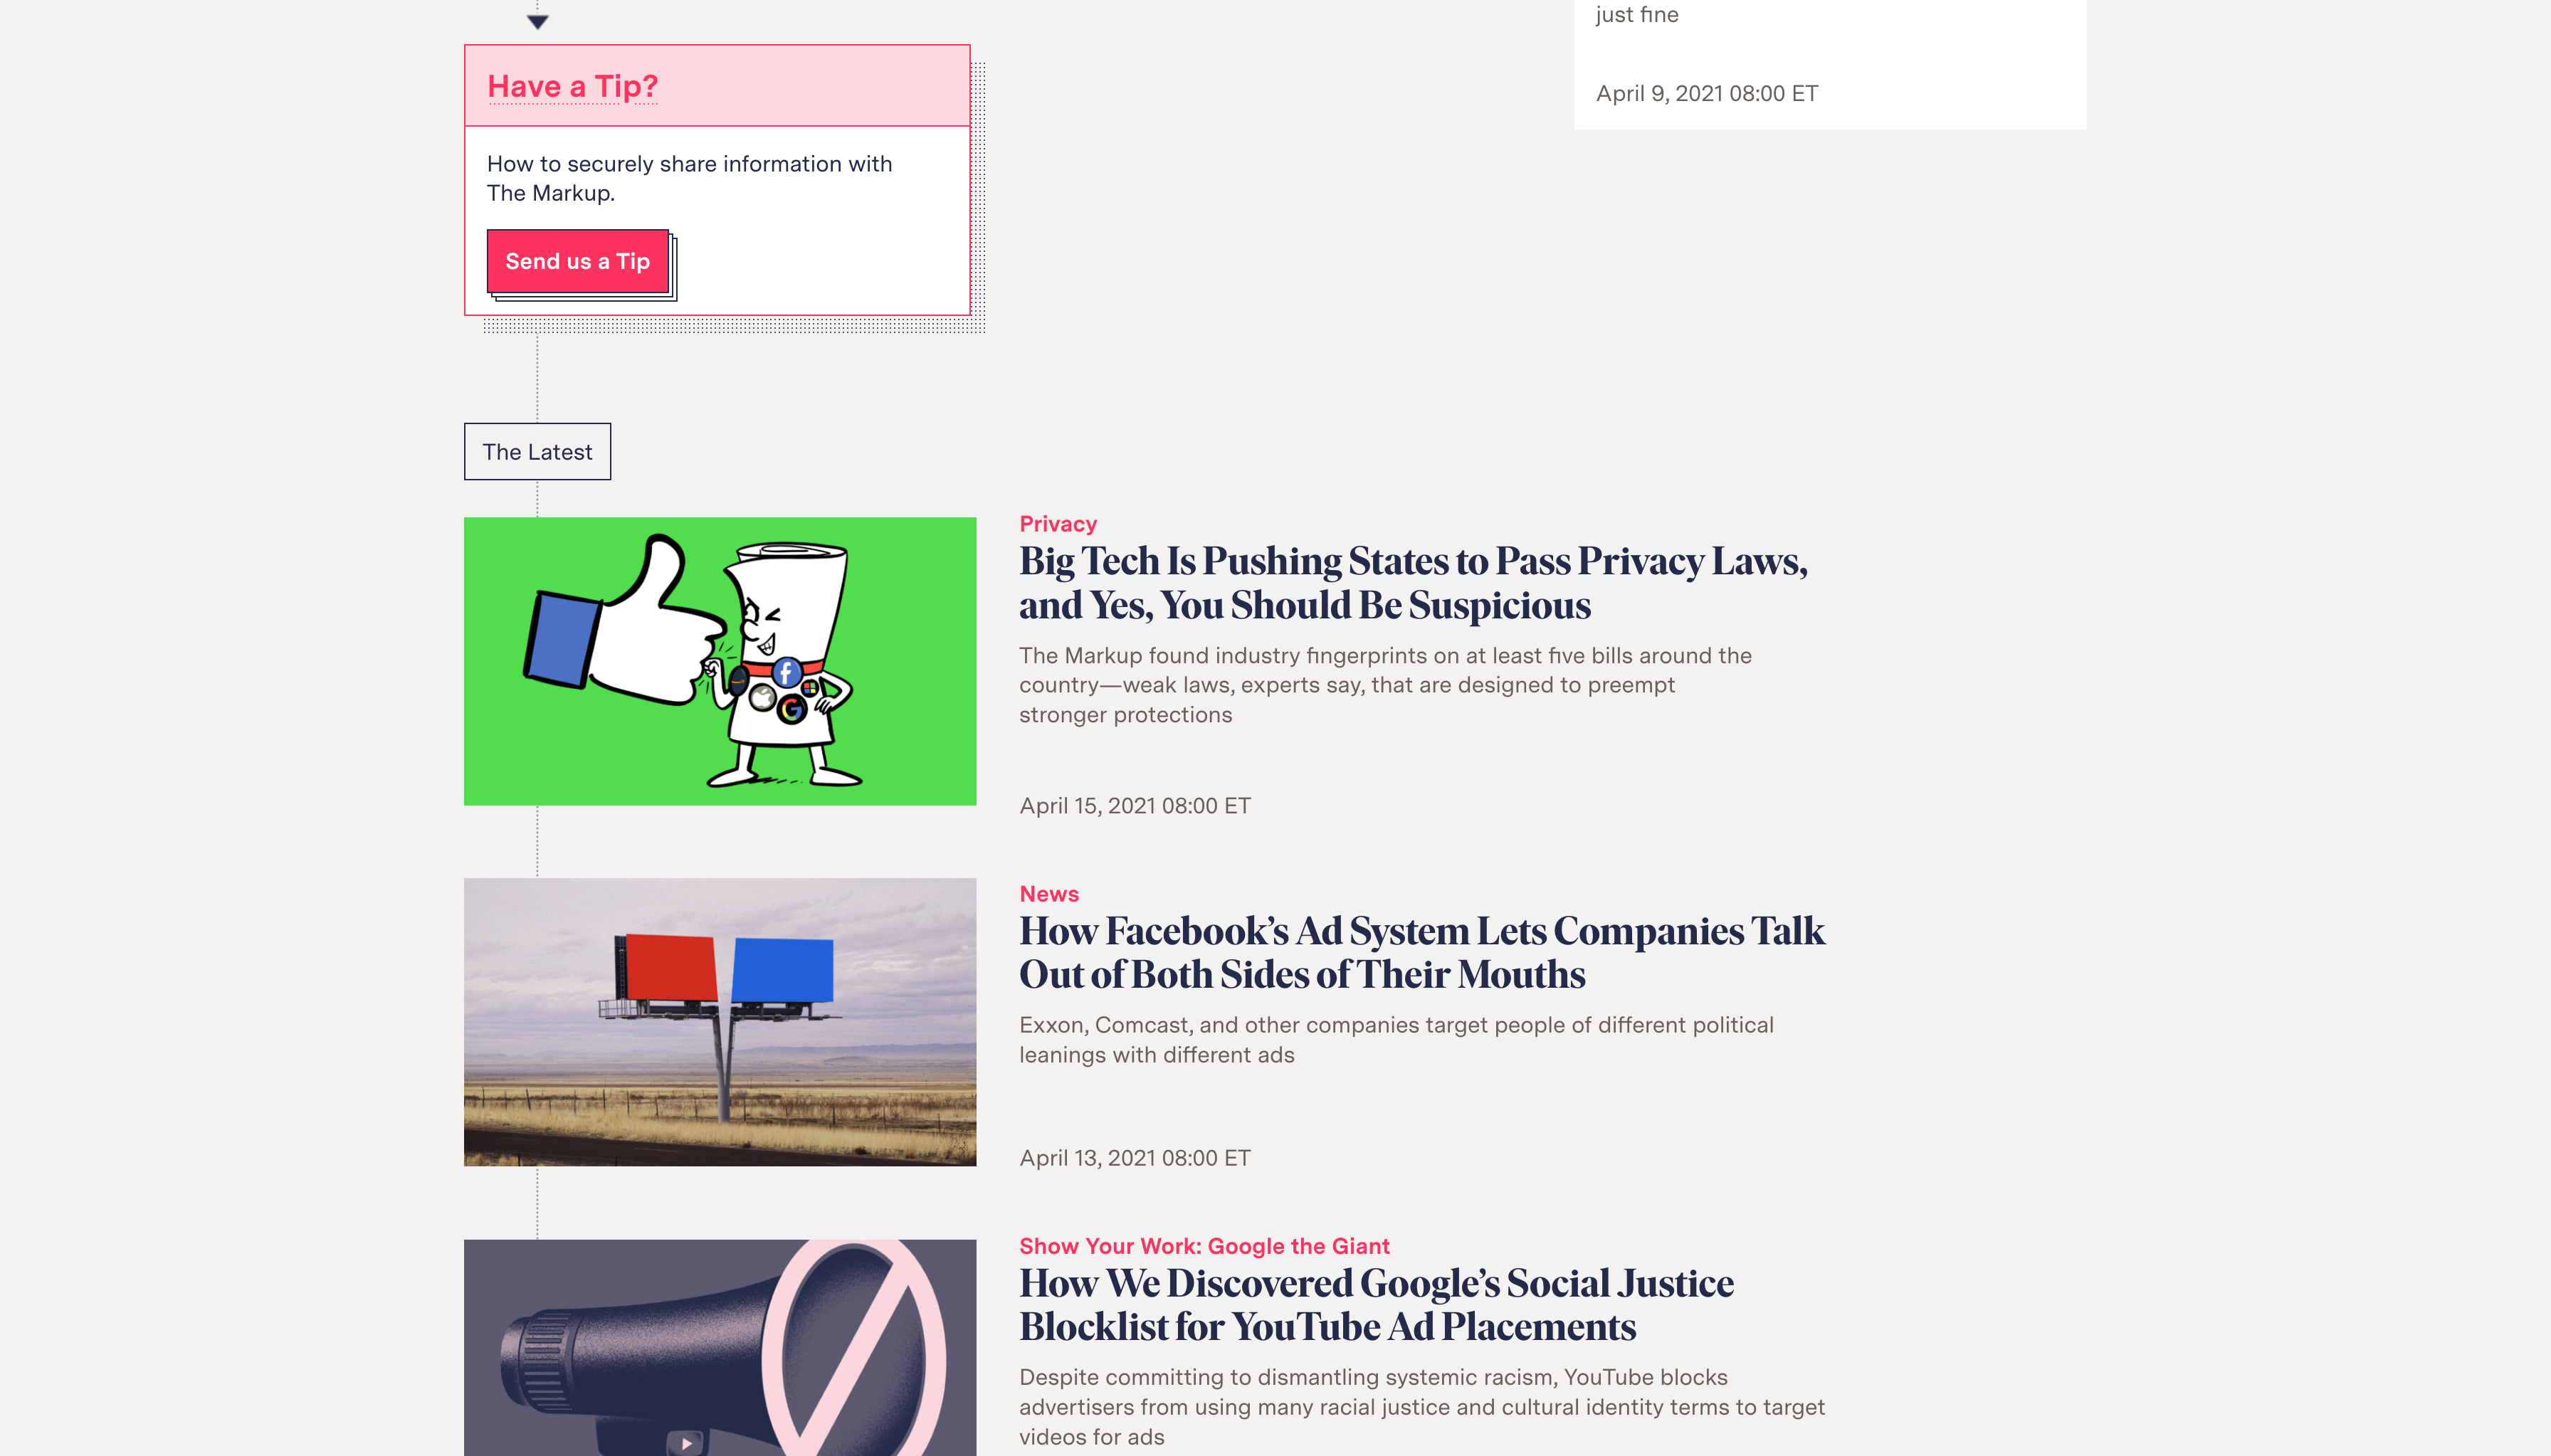 just fine
April 9, 2021 08:00 ET
Have a Tip?
How to securely share information with
The Markup.
Send us a Tip
The Latest
Privacy
Big Tech Is Pushing States to Pass Privacy Laws,
and Yes, You Should Be Suspicious
The Markup found industry fingerprints on at least five bills around the
country—weak laws, experts say, that are designed to preempt
stronger protections
April 15, 2021 08:00 ET
News
How Facebook’s Ad System Lets Companies Talk
Out of Both Sides of Their Mouths
Exxon, Comcast, and other companies target people of different political
leanings with different ads
April 13, 2021 08:00 ET
Show Your Work: Google the Giant
How We Discovered Google’s Social Justice
Blocklist for YouTube Ad Placements
Despite committing to dismantling systemic racism, YouTube blocks
advertisers from using many racial justice and cultural identity terms to target
videos for ads